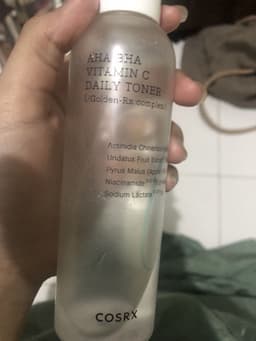 AHA BHA
VITAMIN C
DAILY TONER
Actinidia Chinensis
Undatus Fruit
Pyrus Malus
Niacinamide
Sodium Lactate
COSRX